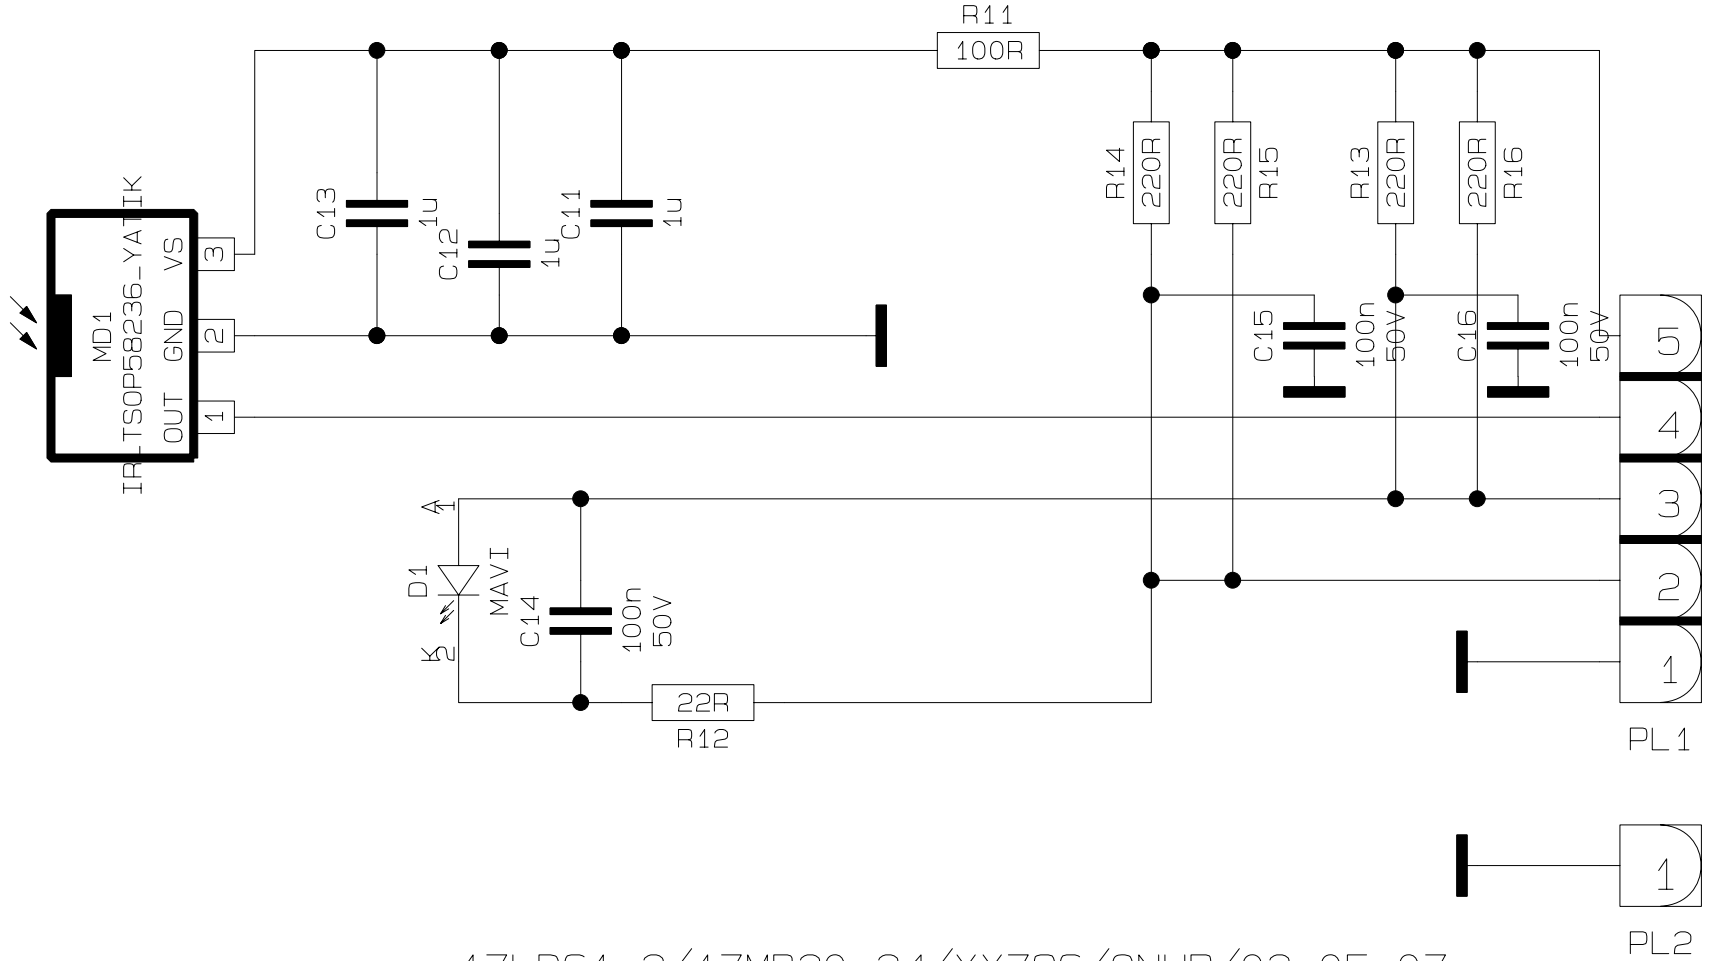 R11
100R
R14
220R
220R
R15
R13
220R
220R
R16
C13
1u
C12
1u
C11
1u
MD1
IR_TSOP58236_YATIK
VS
3
GND
2
OUT
1
C15
100n
50V
C16
100n
50V
5
4
3
2
1
PL1
A
1
D1
MAVI
K
2
C14
100n
50V
22R
R12
1
PL2